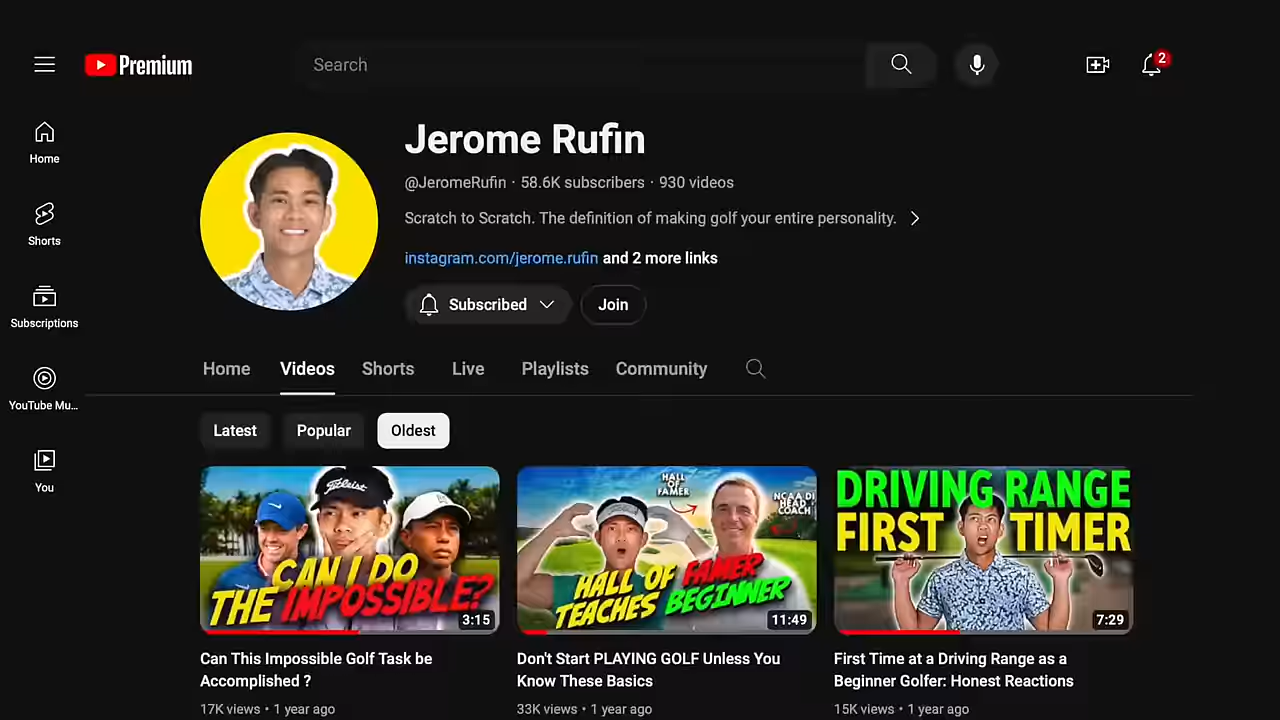 Premium
Search
2
Home
Shorts
Subscriptions
YouTube Mu...
You
Jerome Rufin
@JeromeRufin · 58.6K subscribers · 930 videos
Scratch to Scratch. The definition of making golf your entire personality.
instagram.com/jerome.rufin and 2 more links
Subscribed
Join
Home Videos Shorts Live Playlists Community
Latest Popular Oldest
Titleist
CAN I DO
THE IMPOSSIBLE?
3:15
HALL
OF
FAMER
NCAA DI
HEAD
COACH
HALL OF FAMER
TEACHES BEGINNER
11:49
DRIVING RANGE
FIRST TIMER
7:29
Can This Impossible Golf Task be
Accomplished ?
17K views • 1 year ago
Don't Start PLAYING GOLF Unless You
Know These Basics
33K views • 1 year ago
First Time at a Driving Range as a
Beginner Golfer: Honest Reactions
15K views • 1 year ago